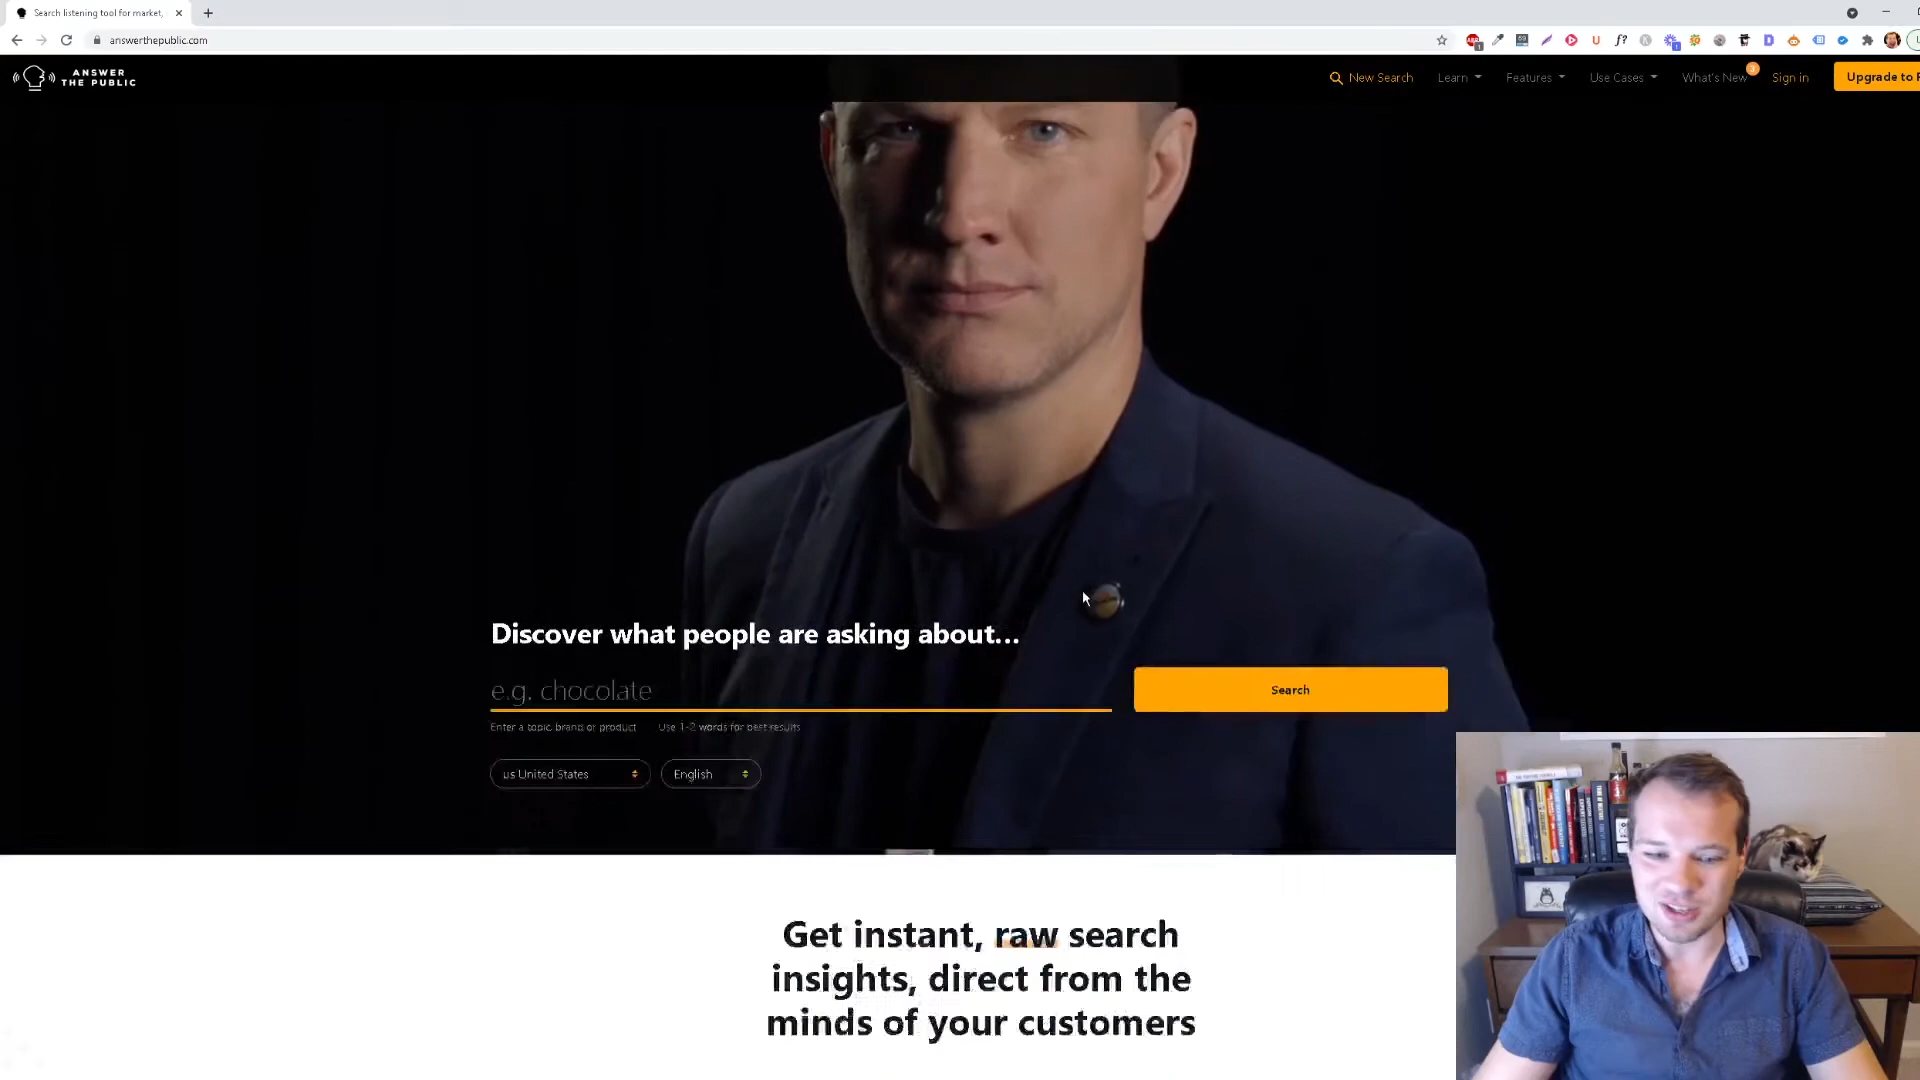 Search listening tool for market,
answerthepublic.com
ANSWER
THE PUBLIC
New Search
Learn
Features
Use Cases
What's New
3
Sign in
Upgrade to
Discover what people are asking about...
e.g. chocolate
Search
Enter a topic, brand or product
Use 1-2 words for best results
us United States
English
Get instant, raw search
insights, direct from the
minds of your customers